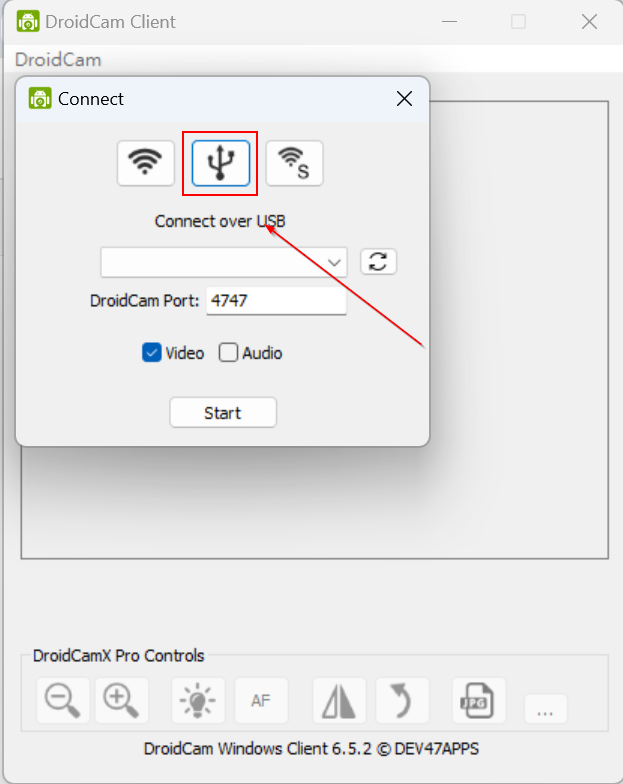 DroidCam Client
DroidCam
Connect
S
Connect over USB
DroidCam Port: 4747
Video Audio
Start
DroidCamX Pro Controls
AF
JPG
...
DroidCam Windows Client 6.5.2 © DEV47APPS